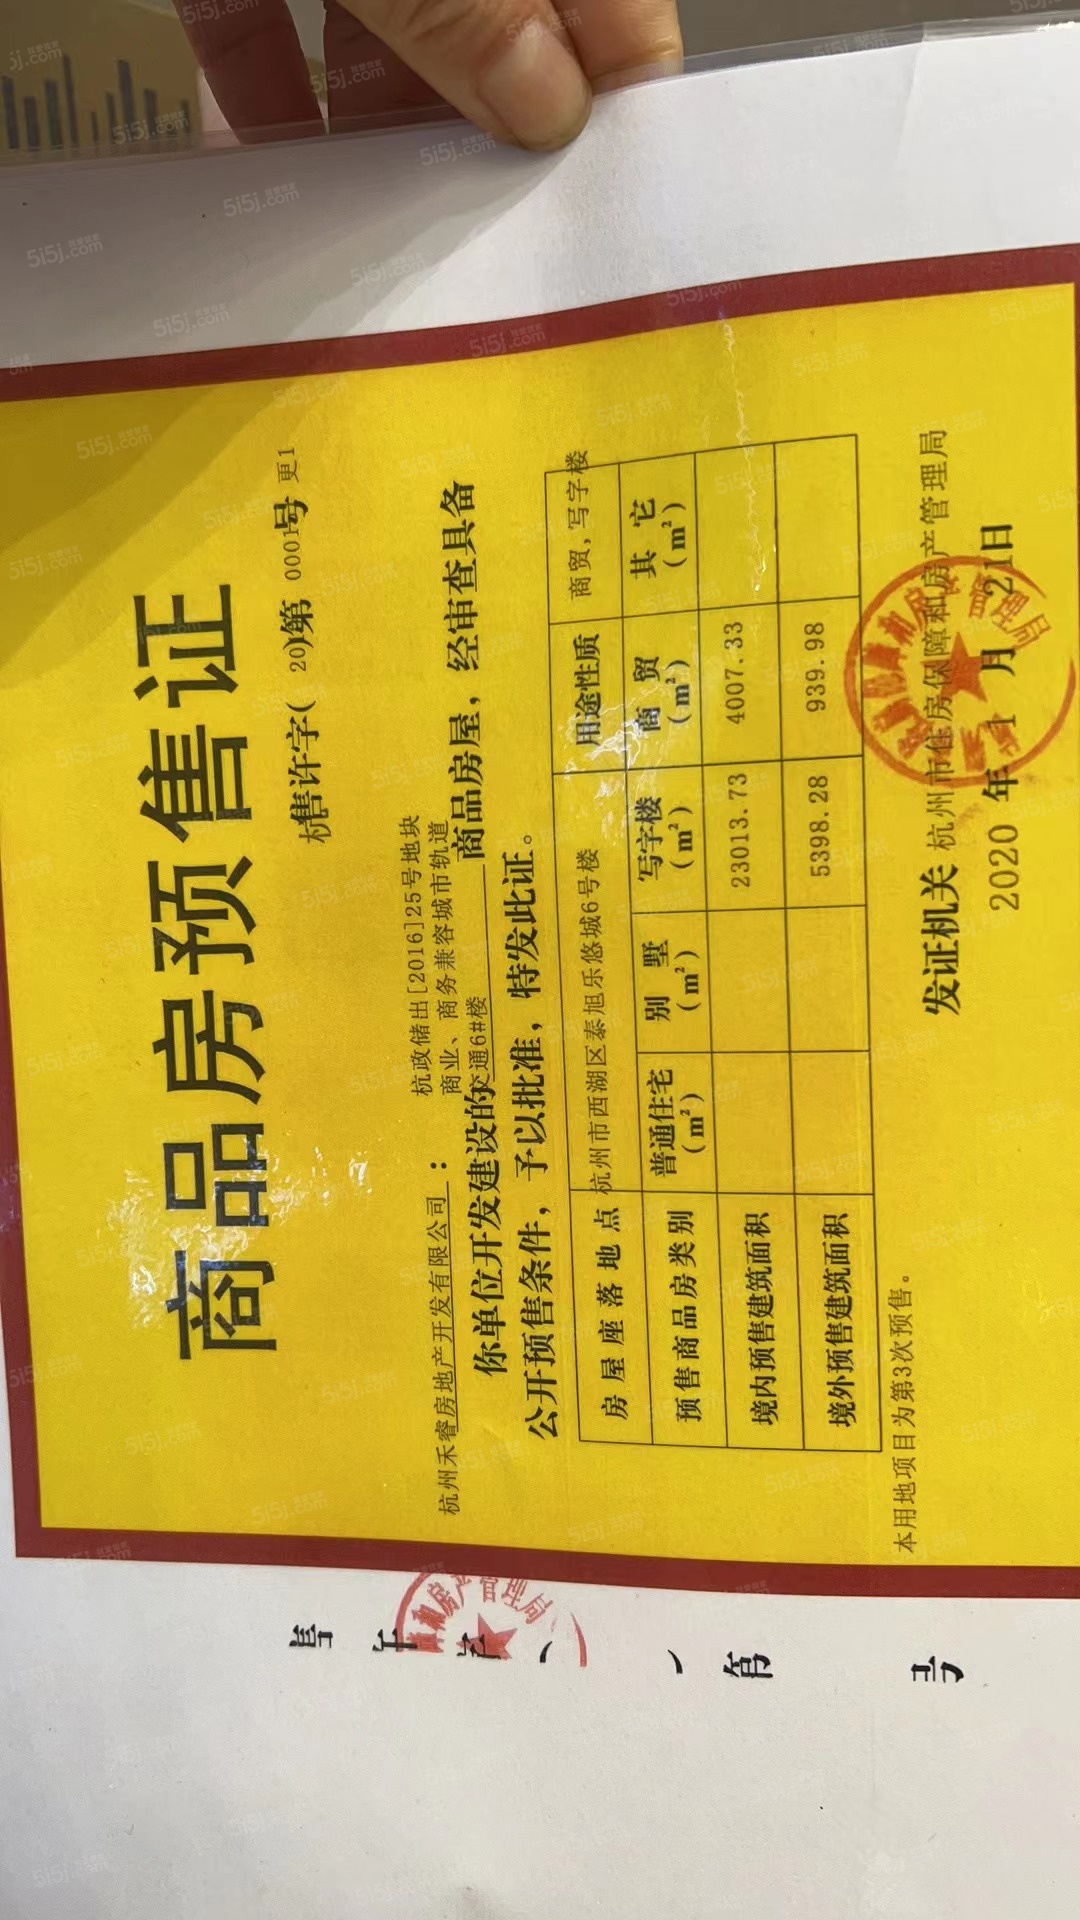 商品房预售证
杭售许字(20)第0001号 更1
杭州禾睿房地产开发有限公司：
杭政储出[2016]25号地块
商业、商务兼容城市轨道
你单位开发建设的交通6#楼商品房屋，经审查具备
公开预售条件，予以批准，特发此证。
房屋座落地点 杭州市西湖区泰旭乐悠城6号楼 用途性质 商贸,写字楼
预售商品房类别 普通住宅(m²) 别墅(m²) 写字楼(m²) 商贸(m²) 其它(m²)
境内预售建筑面积 23013.73 4007.33
境外预售建筑面积 5398.28 939.98
本用地项目为第3次预售。
发证机关 杭州市住房保障和房产管理局
2020年1月21日
第
号
5i5j.com
我爱我家